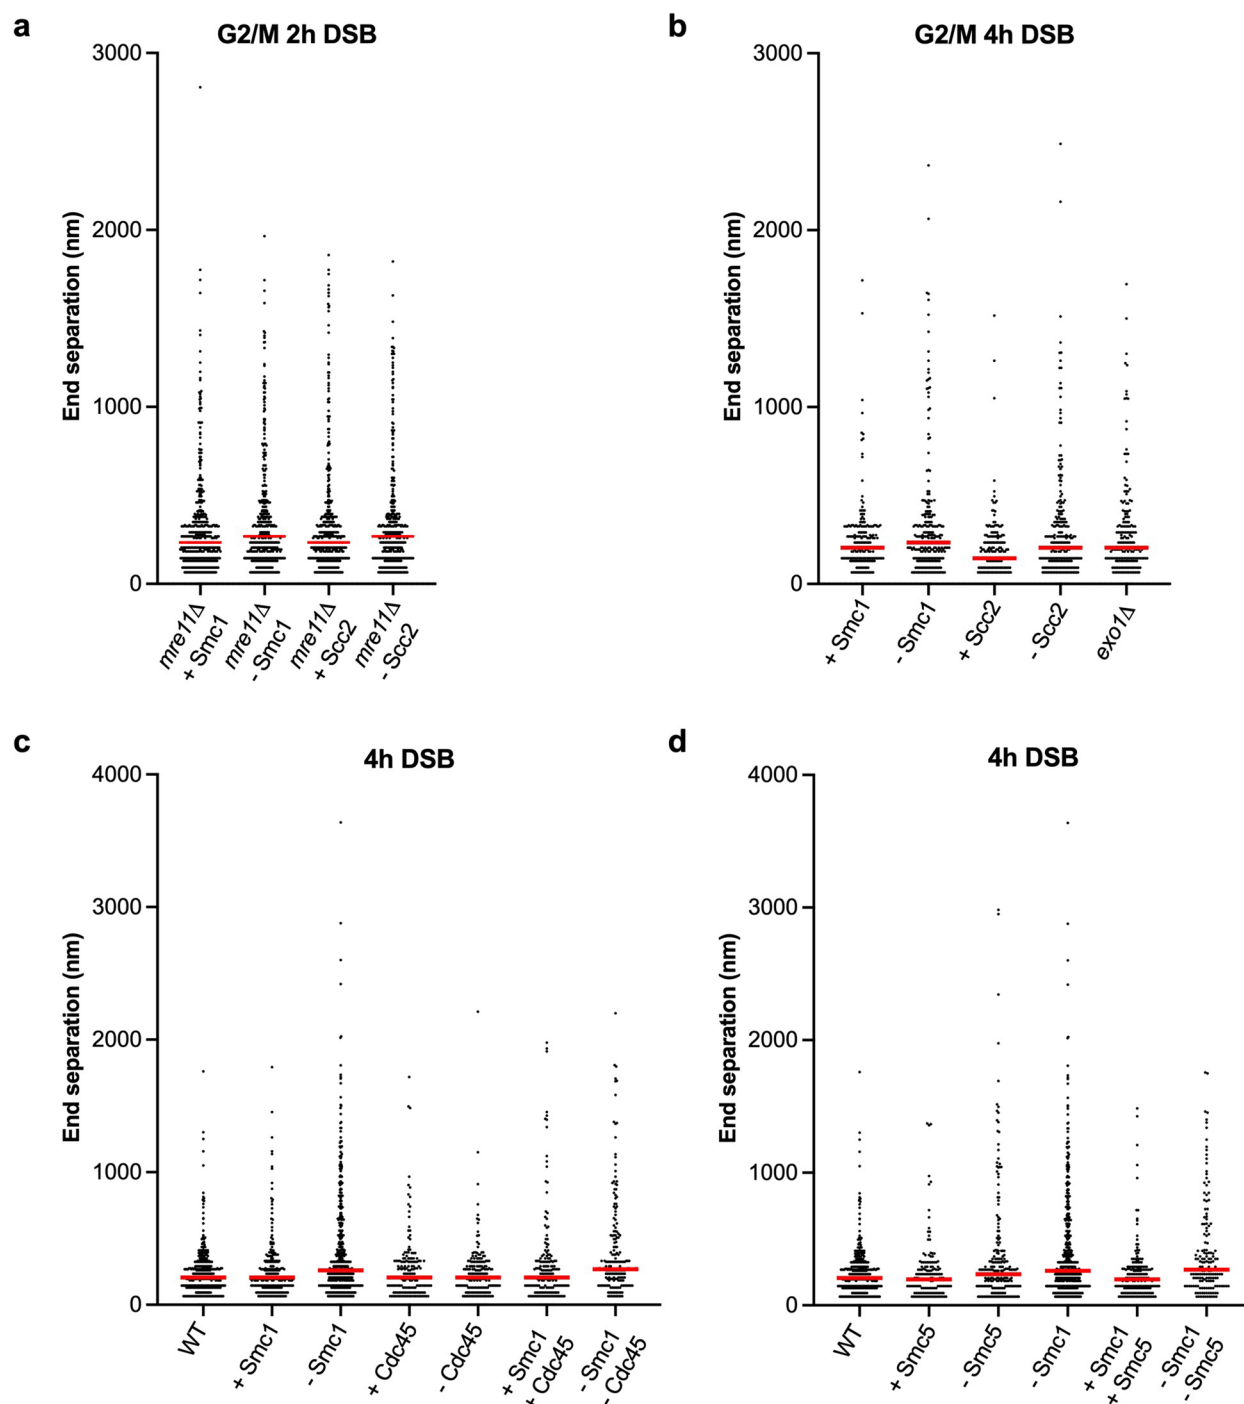 a
G2/M 2h DSB
End separation (nm)
3000
2000
1000
0
mre11Δ
+ Smc1
mre11Δ
- Smc1
mre11Δ
+ Scc2
mre11Δ
- Scc2
b
G2/M 4h DSB
End separation (nm)
3000
2000
1000
0
+ Smc1
- Smc1
+ Scc2
- Scc2
exo1Δ
c
4h DSB
End separation (nm)
4000
3000
2000
1000
0
WT
+ Smc1
- Smc1
+ Cdc45
- Cdc45
+ Smc1
+ Cdc45
- Smc1
- Cdc45
d
4h DSB
End separation (nm)
4000
3000
2000
1000
0
WT
+ Smc5
- Smc5
- Smc1
+ Smc1
+ Smc5
- Smc1
- Smc5